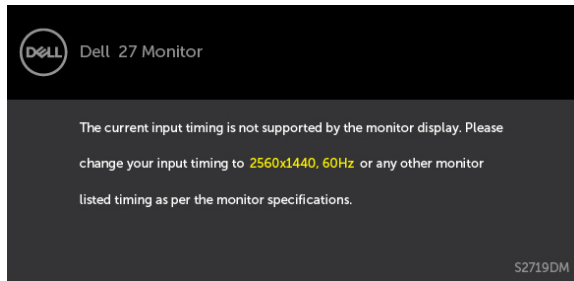 DELL Dell 27 Monitor
The current input timing is not supported by the monitor display. Please
change your input timing to 2560x1440, 60Hz or any other monitor
listed timing as per the monitor specifications.
S2719DM